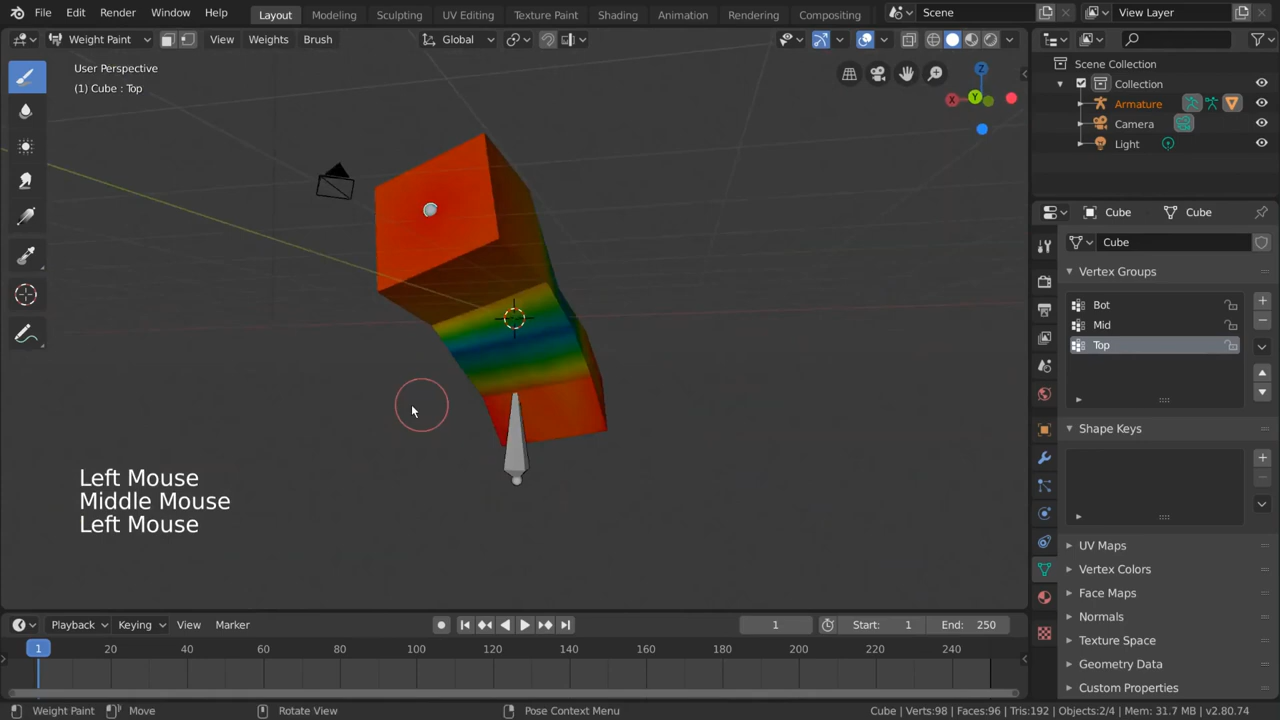 File Edit Render Window Help Layout Modeling Sculpting UV Editing Texture Paint Shading Animation Rendering Compositing Scene View Layer
Weight Paint View Weights Brush Global
User Perspective
(1) Cube : Top
Z
Y
X
Scene Collection
Collection
Armature
Camera
Light
Cube Cube
Cube
Vertex Groups
Bot
Mid
Top
Shape Keys
UV Maps
Vertex Colors
Face Maps
Normals
Texture Space
Geometry Data
Custom Properties
Left Mouse
Middle Mouse
Left Mouse
Playback Keying View Marker 1 Start: 1 End: 250
1 20 40 60 80 100 120 140 160 180 200 220 240
Weight Paint Move Rotate View Pose Context Menu Cube | Verts:98 | Faces:96 | Tris:192 | Objects:2/4 | Mem: 31.7 MB | v2.80.74